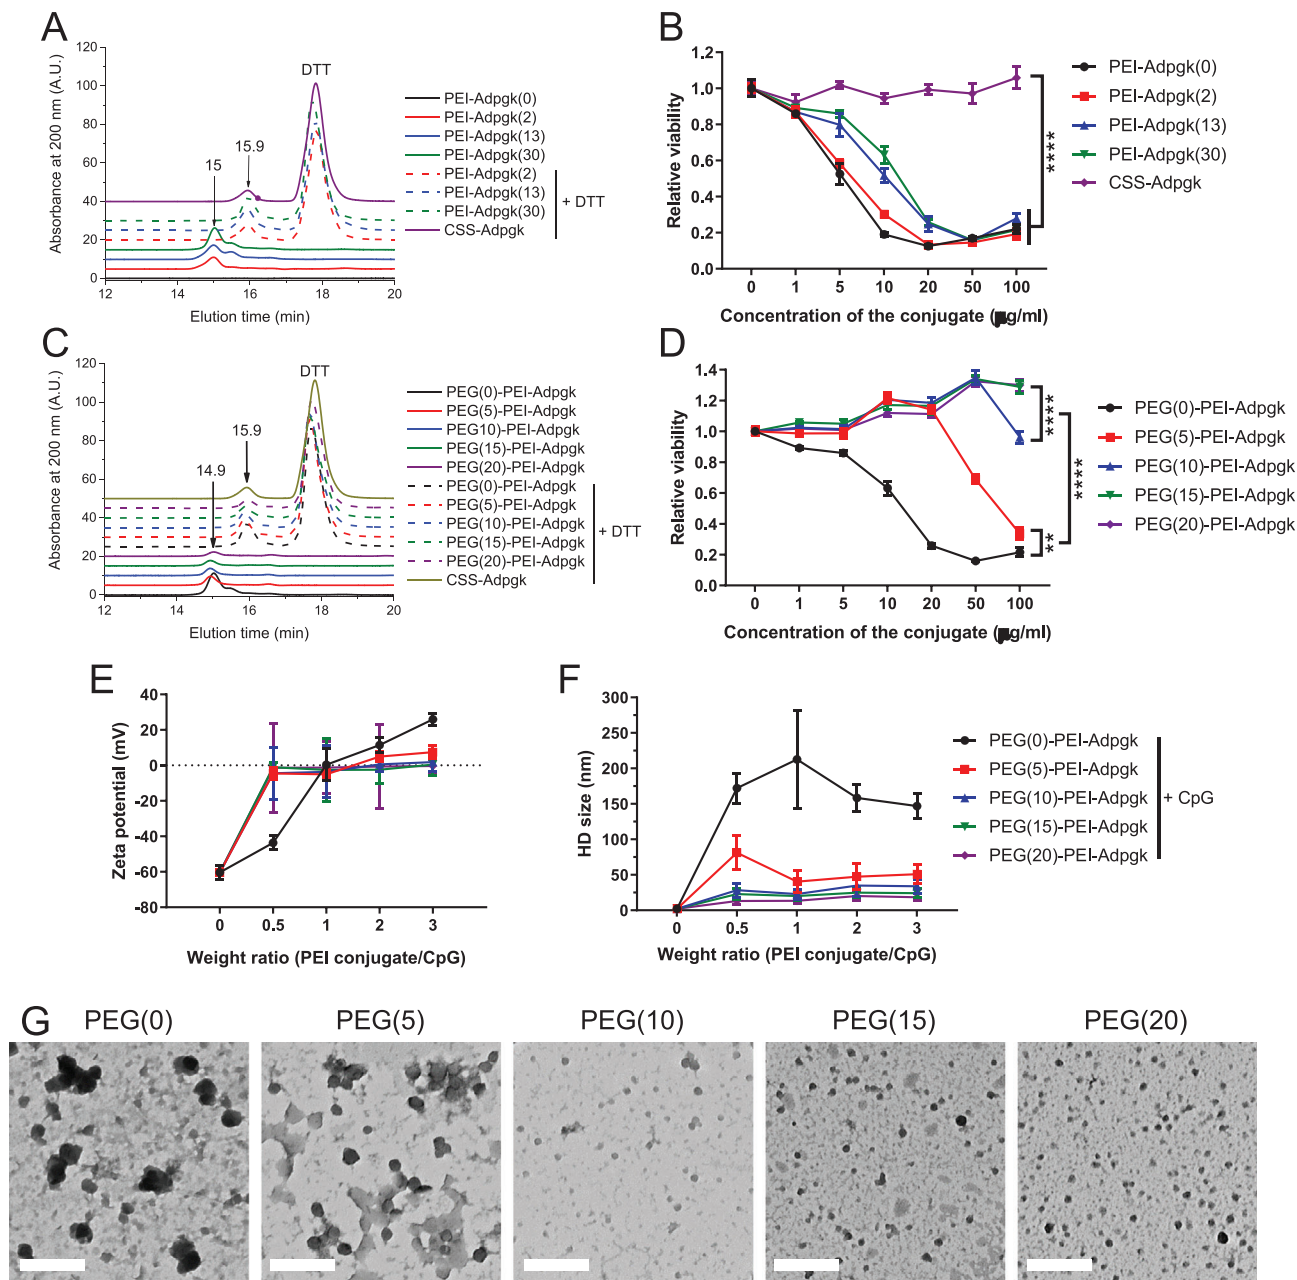 A
Absorbance at 200 nm (A.U.)
120
100
80
60
40
20
0
12
14
16
18
20
Elution time (min)
15
15.9
DTT
PEI-Adpgk(0)
PEI-Adpgk(2)
PEI-Adpgk(13)
PEI-Adpgk(30)
PEI-Adpgk(2)
PEI-Adpgk(13)
PEI-Adpgk(30)
CSS-Adpgk
+ DTT
B
Relative viability
1.2
1.0
0.8
0.6
0.4
0.2
0.0
0
1
5
10
20
50
100
Concentration of the conjugate (µg/ml)
****
PEI-Adpgk(0)
PEI-Adpgk(2)
PEI-Adpgk(13)
PEI-Adpgk(30)
CSS-Adpgk
C
Absorbance at 200 nm (A.U.)
120
100
80
60
40
20
0
12
14
16
18
20
Elution time (min)
14.9
15.9
DTT
PEG(0)-PEI-Adpgk
PEG(5)-PEI-Adpgk
PEG10)-PEI-Adpgk
PEG(15)-PEI-Adpgk
PEG(20)-PEI-Adpgk
PEG(0)-PEI-Adpgk
PEG(5)-PEI-Adpgk
PEG(10)-PEI-Adpgk
PEG(15)-PEI-Adpgk
PEG(20)-PEI-Adpgk
CSS-Adpgk
+ DTT
D
Relative viability
1.4
1.2
1.0
0.8
0.6
0.4
0.2
0.0
0
1
5
10
20
50
100
Concentration of the conjugate (µg/ml)
****
****
**
PEG(0)-PEI-Adpgk
PEG(5)-PEI-Adpgk
PEG(10)-PEI-Adpgk
PEG(15)-PEI-Adpgk
PEG(20)-PEI-Adpgk
E
Zeta potential (mV)
40
20
0
-20
-40
-60
-80
0
0.5
1
2
3
Weight ratio (PEI conjugate/CpG)
F
HD size (nm)
300
250
200
150
100
50
0
0
0.5
1
2
3
Weight ratio (PEI conjugate/CpG)
PEG(0)-PEI-Adpgk
PEG(5)-PEI-Adpgk
PEG(10)-PEI-Adpgk
PEG(15)-PEI-Adpgk
PEG(20)-PEI-Adpgk
+ CpG
G
PEG(0)
PEG(5)
PEG(10)
PEG(15)
PEG(20)